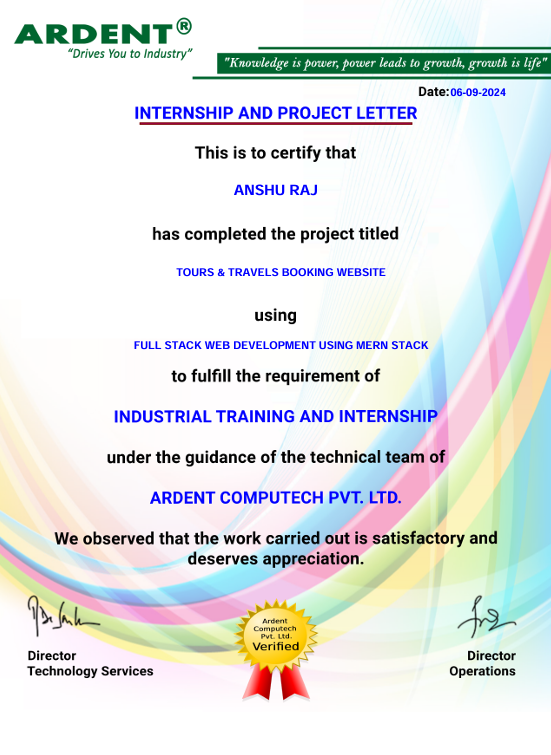 ARDENT®
"Drives You to Industry"
"Knowledge is power, power leads to growth, growth is life"
Date: 06-09-2024
INTERNSHIP AND PROJECT LETTER
This is to certify that
ANSHU RAJ
has completed the project titled
TOURS & TRAVELS BOOKING WEBSITE
using
FULL STACK WEB DEVELOPMENT USING MERN STACK
to fulfill the requirement of
INDUSTRIAL TRAINING AND INTERNSHIP
under the guidance of the technical team of
ARDENT COMPUTECH PVT. LTD.
We observed that the work carried out is satisfactory and
deserves appreciation.
Ardent
Computech
Pvt. Ltd.
Verified
Director
Technology Services
Director
Operations